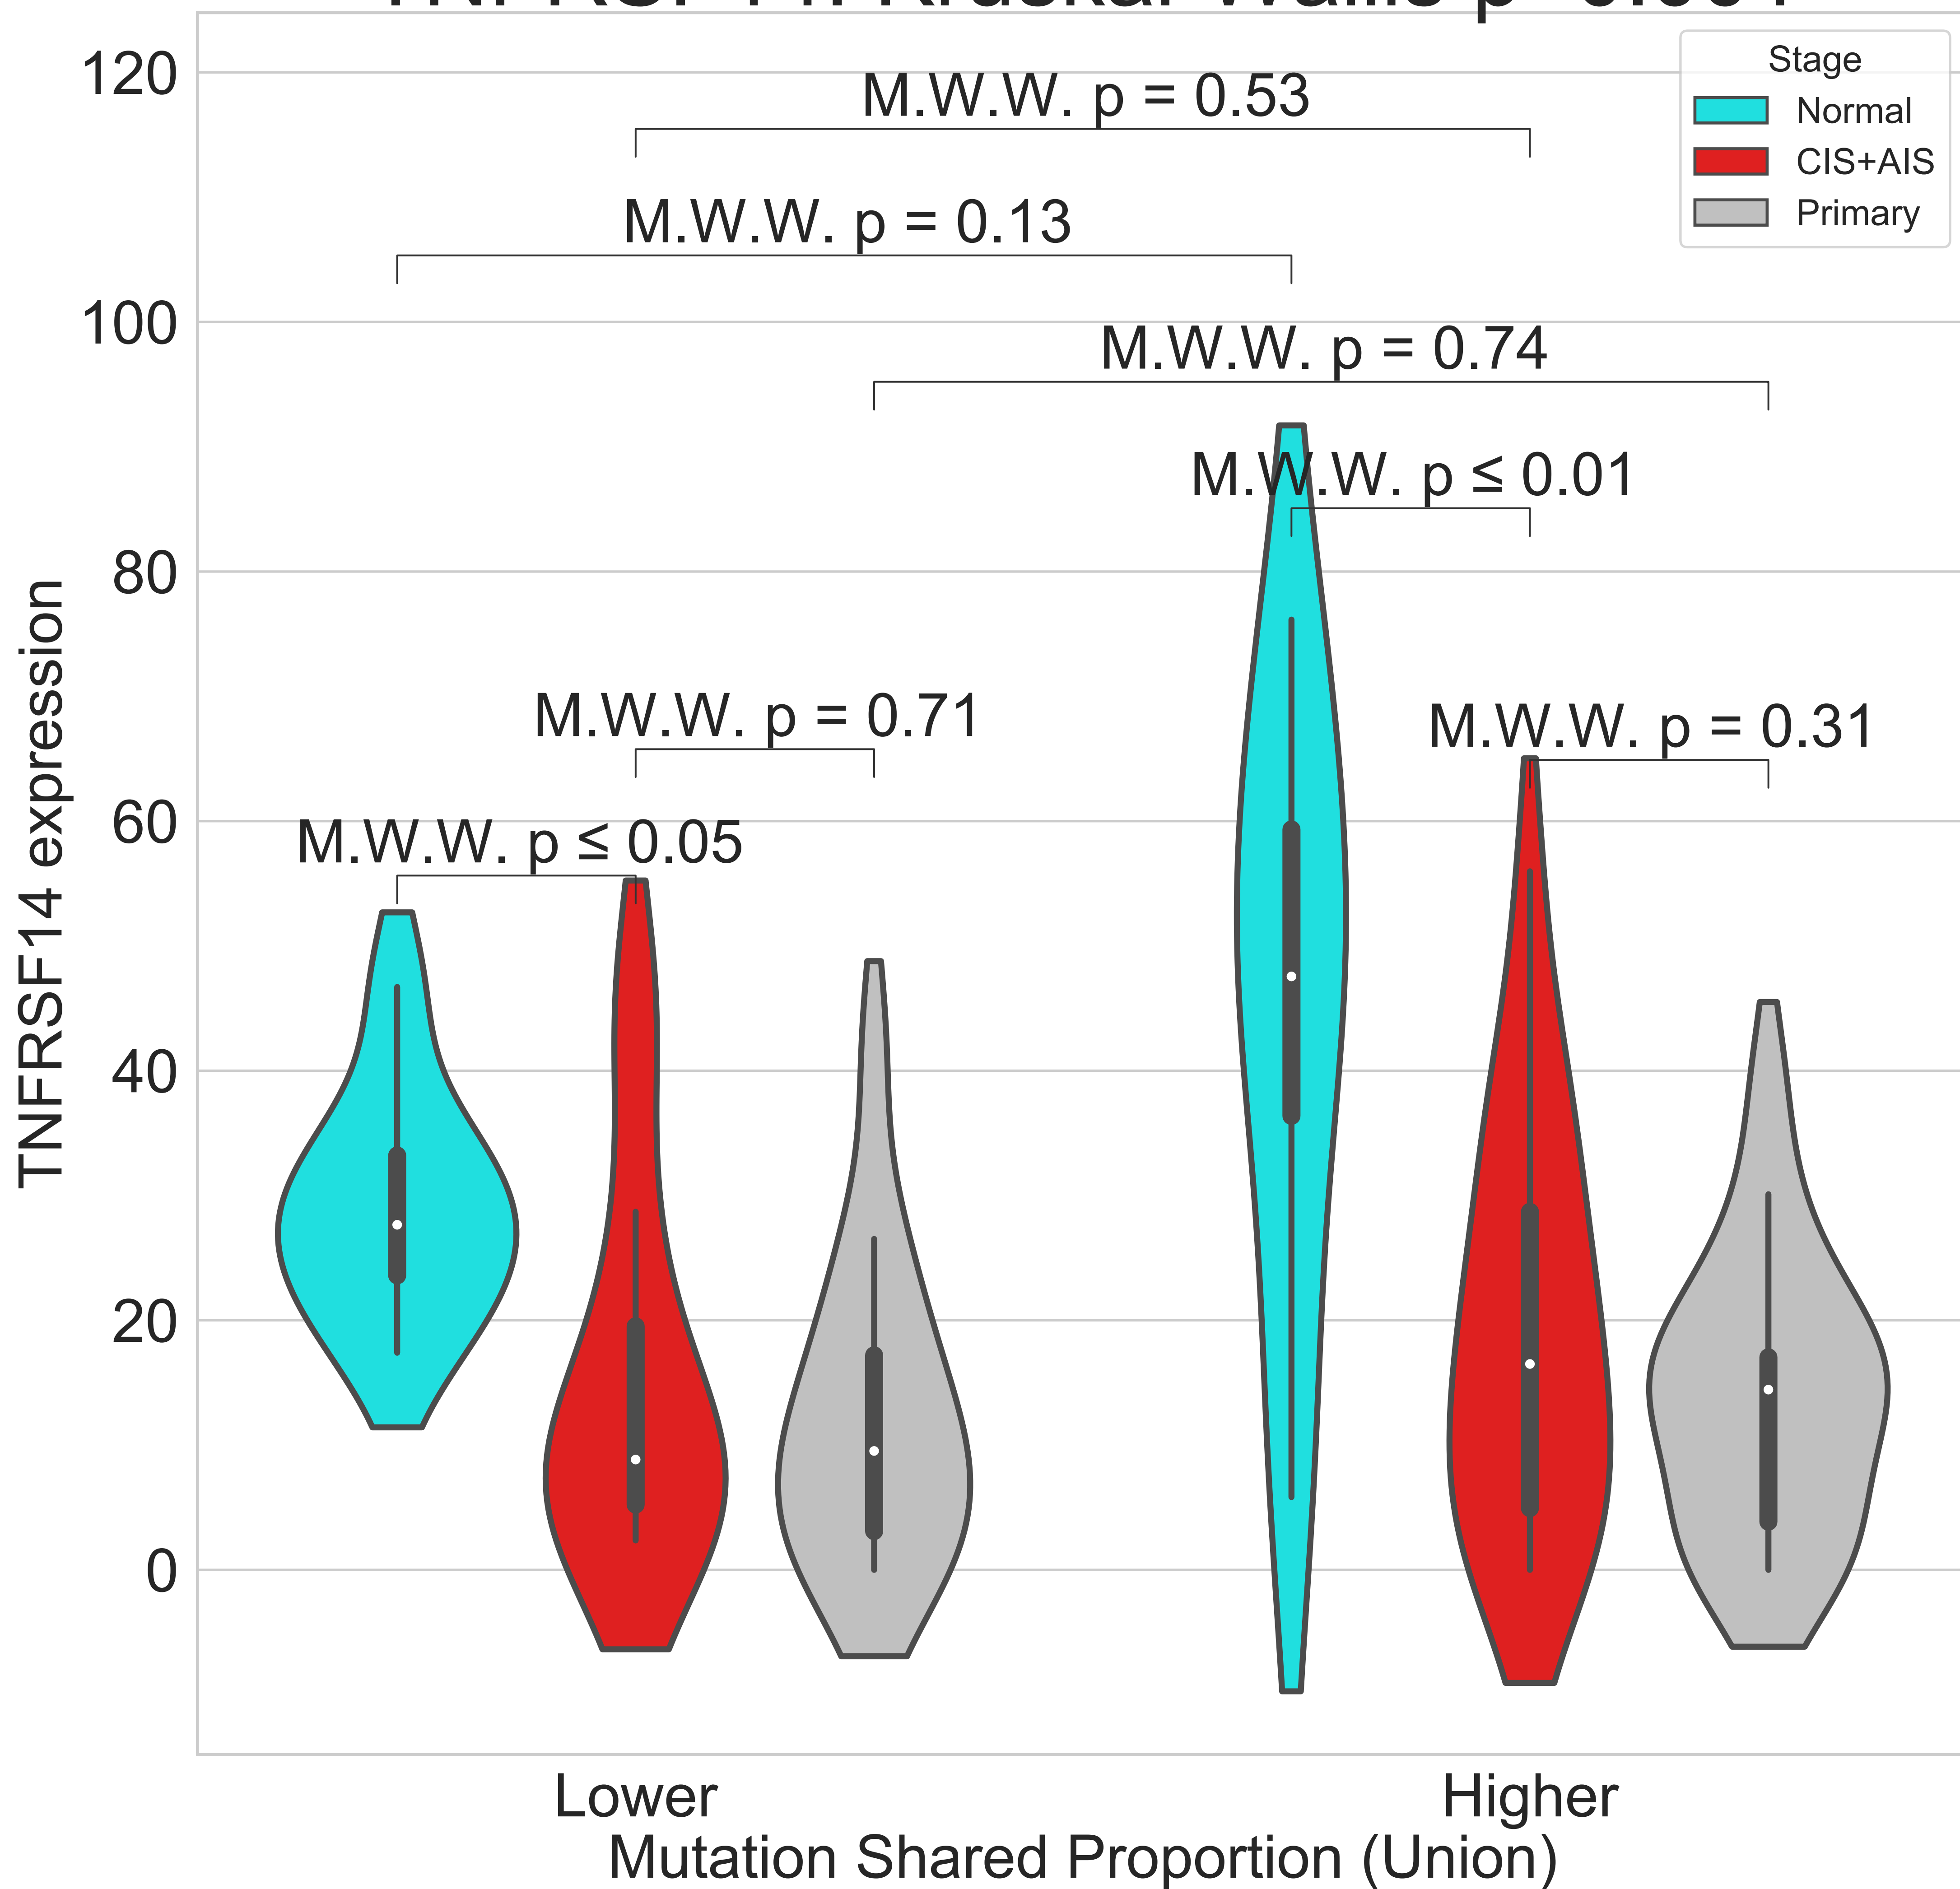 120
100
80
60
40
20
0
TNFRSF14 expression
M.W.W. p = 0.53
M.W.W. p = 0.13
M.W.W. p = 0.74
M.W.W. p ≤ 0.01
M.W.W. p = 0.71
M.W.W. p = 0.31
M.W.W. p ≤ 0.05
Stage
Normal
CIS+AIS
Primary
Lower
Higher
Mutation Shared Proportion (Union)